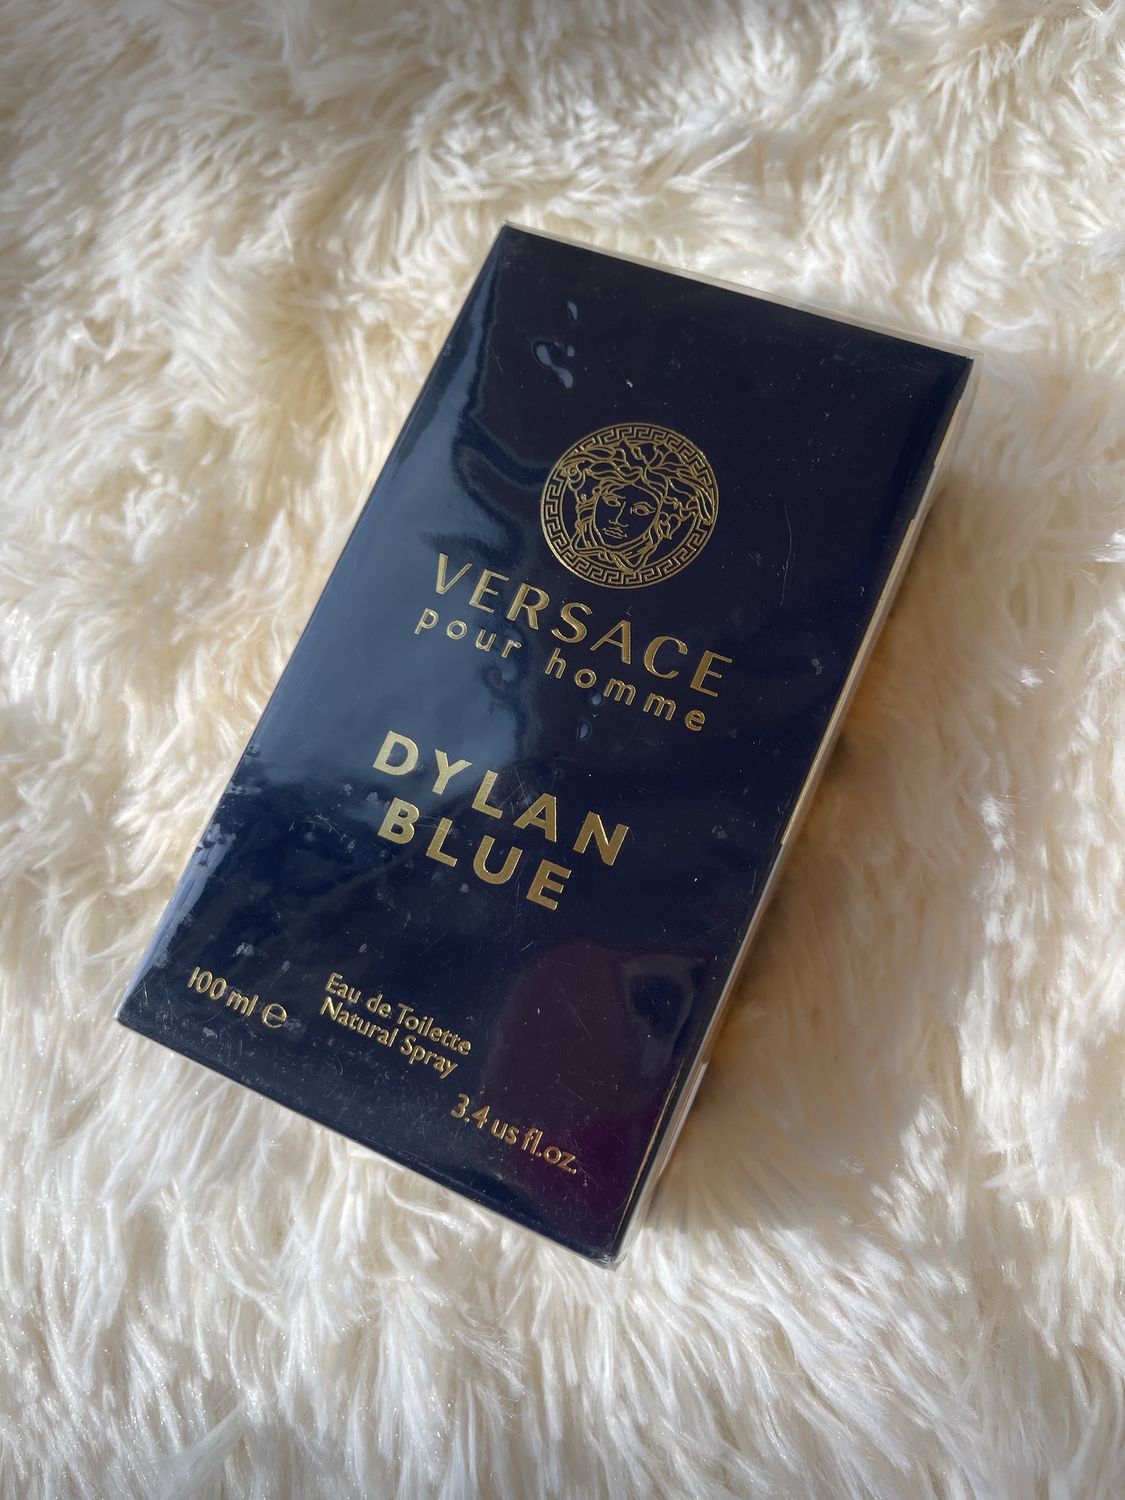 VERSACE
pour homme
DYLAN
BLUE
100 ml ℮
Eau de Toilette
Natural Spray
3.4 us fl.oz.